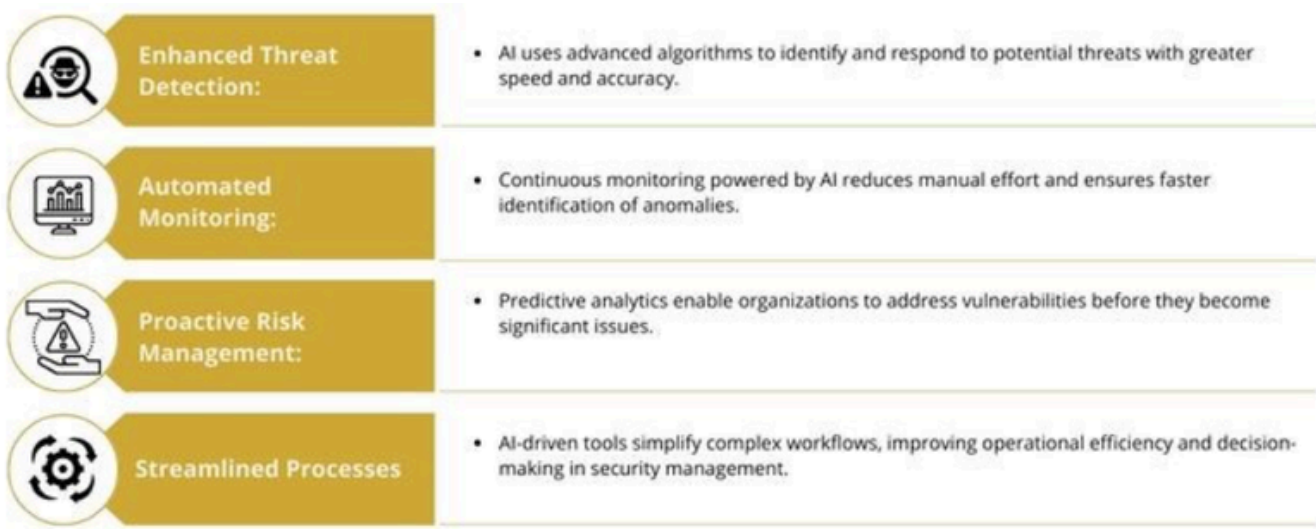 Enhanced Threat
Detection:
• AI uses advanced algorithms to identify and respond to potential threats with greater
speed and accuracy.
Automated
Monitoring:
• Continuous monitoring powered by AI reduces manual effort and ensures faster
identification of anomalies.
Proactive Risk
Management:
• Predictive analytics enable organizations to address vulnerabilities before they become
significant issues.
Streamlined Processes
• AI-driven tools simplify complex workflows, improving operational efficiency and decision-
making in security management.